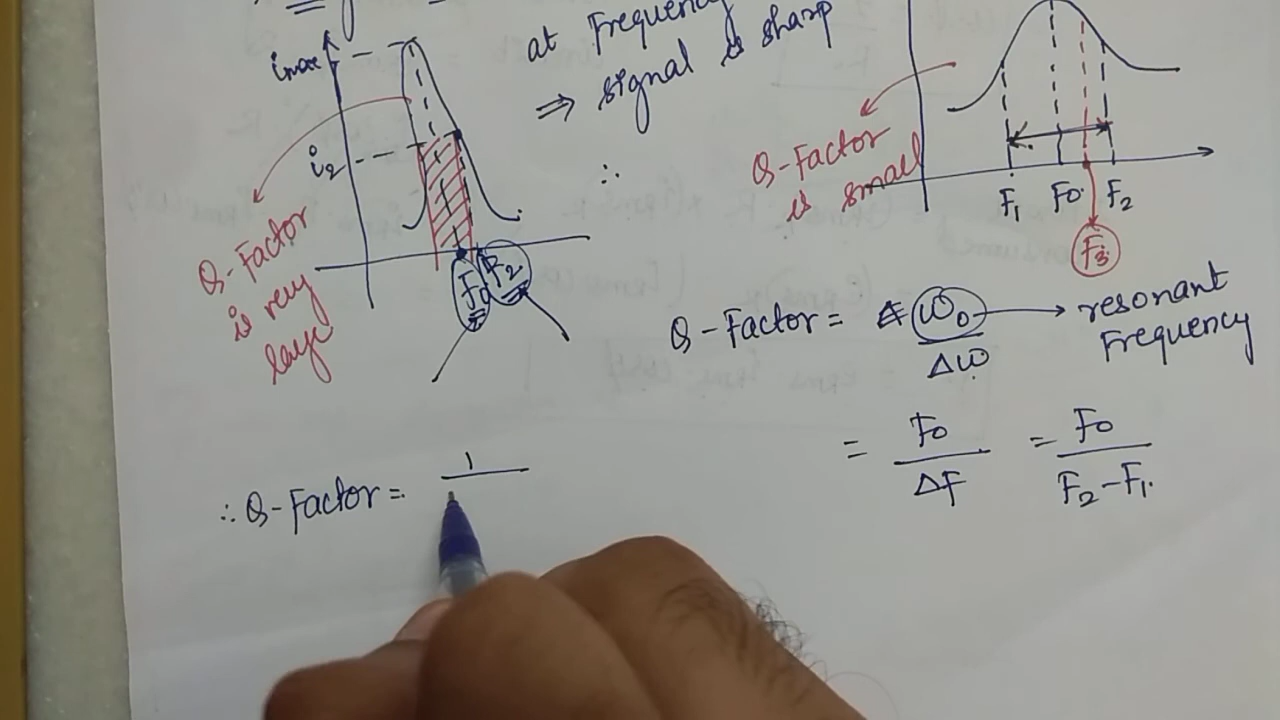 at Frequency
signal is sharp
⇒
∴
imax
i2
Q-Factor
is very
large
F0
F2
Q-Factor
is small
F1 F0 F2
F3
Q-Factor = ω0 → resonant
Frequency
Δω
= F0 / ΔF = F0 / F2-F1
∴ Q-Factor = 1